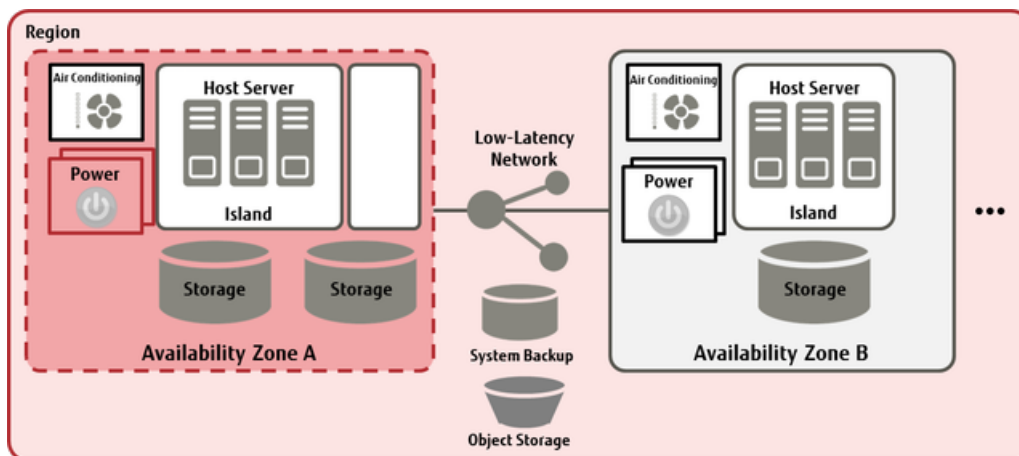 Region
Air Conditioning
Host Server
Power
Island
Storage
Storage
Availability Zone A
Low-Latency
Network
System Backup
Object Storage
Air Conditioning
Host Server
Power
Island
Storage
Availability Zone B
...